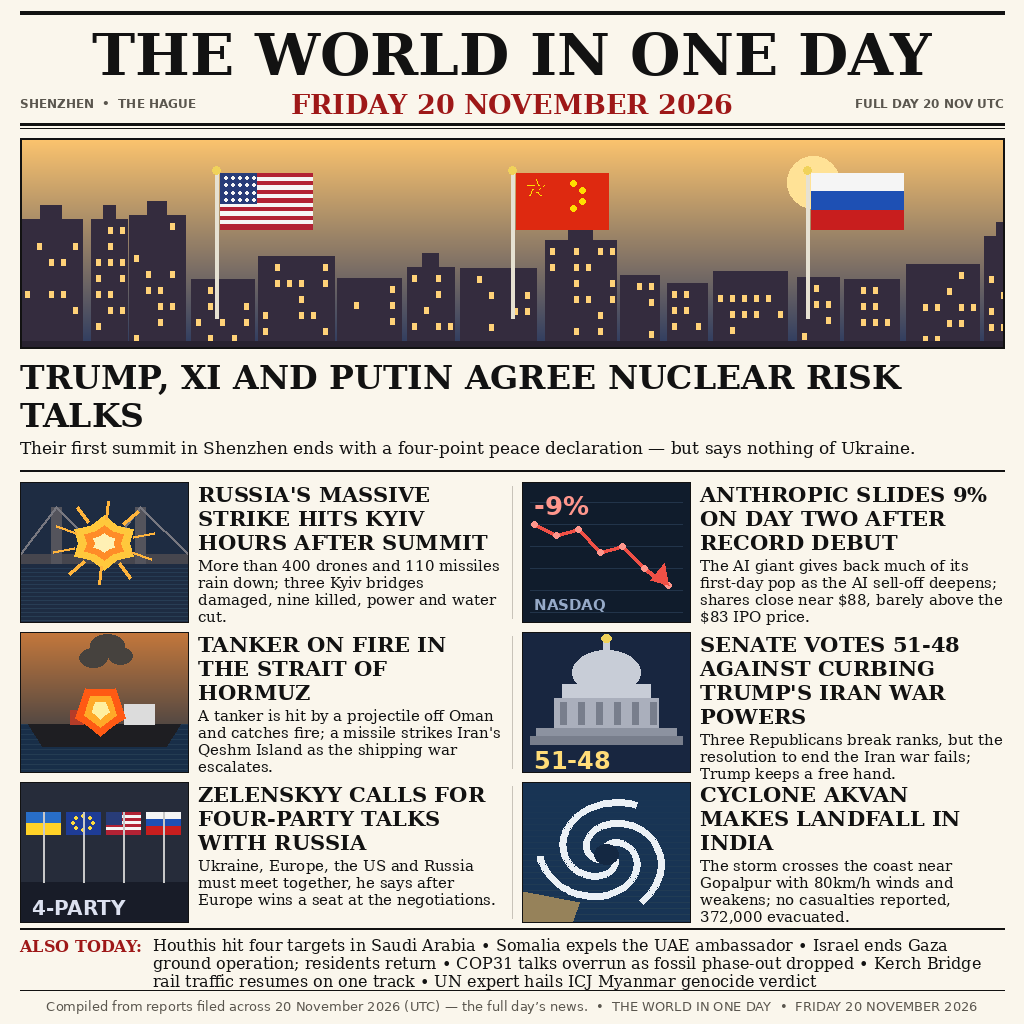 THE WORLD IN ONE DAY
SHENZHEN • THE HAGUE
FRIDAY 20 NOVEMBER 2026
FULL DAY 20 NOV UTC
TRUMP, XI AND PUTIN AGREE NUCLEAR RISK
TALKS
Their first summit in Shenzhen ends with a four-point peace declaration — but says nothing of Ukraine.
RUSSIA'S MASSIVE
STRIKE HITS KYIV
HOURS AFTER SUMMIT
More than 400 drones and 110 missiles
rain down; three Kyiv bridges
damaged, nine killed, power and water
cut.
-9%
NASDAQ
ANTHROPIC SLIDES 9%
ON DAY TWO AFTER
RECORD DEBUT
The AI giant gives back much of its
first-day pop as the AI sell-off deepens;
shares close near $88, barely above the
$83 IPO price.
TANKER ON FIRE IN
THE STRAIT OF
HORMUZ
A tanker is hit by a projectile off Oman
and catches fire; a missile strikes Iran's
Qeshm Island as the shipping war
escalates.
51-48
SENATE VOTES 51-48
AGAINST CURBING
TRUMP'S IRAN WAR
POWERS
Three Republicans break ranks, but the
resolution to end the Iran war fails;
Trump keeps a free hand.
4-PARTY
ZELENSKYY CALLS FOR
FOUR-PARTY TALKS
WITH RUSSIA
Ukraine, Europe, the US and Russia
must meet together, he says after
Europe wins a seat at the negotiations.
CYCLONE AKVAN
MAKES LANDFALL IN
INDIA
The storm crosses the coast near
Gopalpur with 80km/h winds and
weakens; no casualties reported,
372,000 evacuated.
ALSO TODAY: Houthis hit four targets in Saudi Arabia • Somalia expels the UAE ambassador • Israel ends Gaza
ground operation; residents return • COP31 talks overrun as fossil phase-out dropped • Kerch Bridge
rail traffic resumes on one track • UN expert hails ICJ Myanmar genocide verdict
Compiled from reports filed across 20 November 2026 (UTC) — the full day’s news. • THE WORLD IN ONE DAY • FRIDAY 20 NOVEMBER 2026